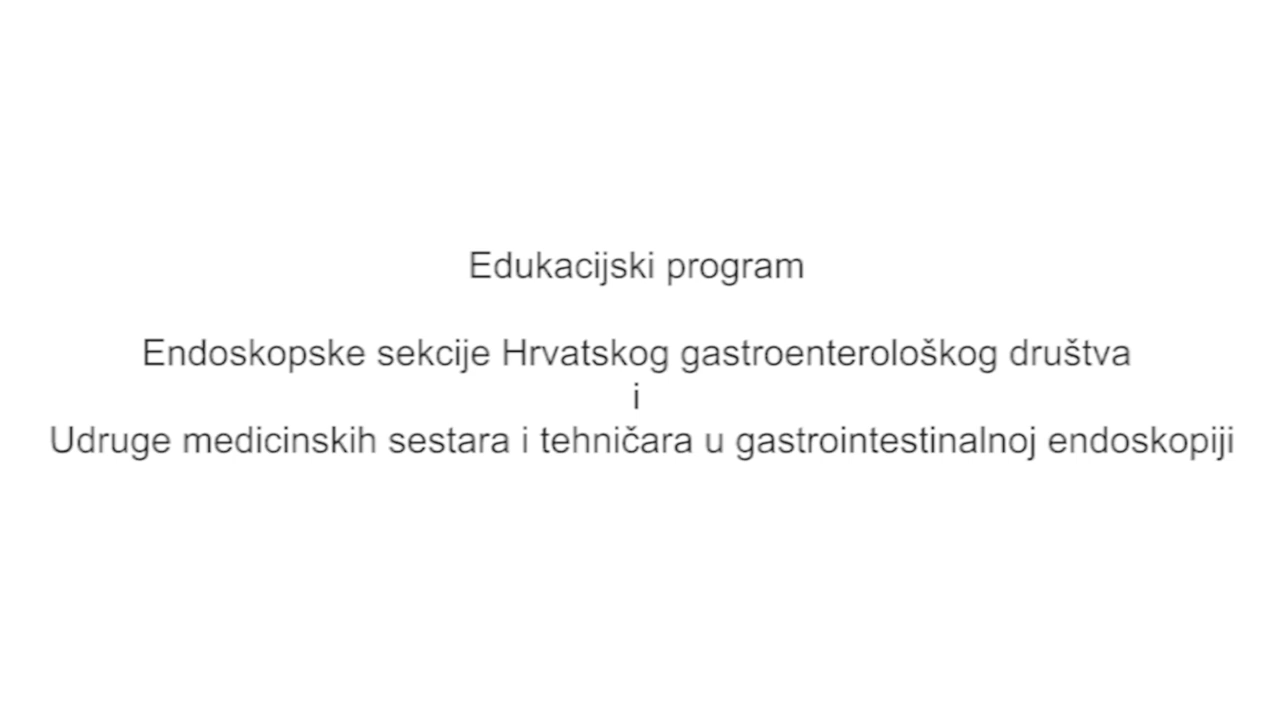 Edukacijski program
Endoskopske sekcije Hrvatskog gastroenterološkog društva
i
Udruge medicinskih sestara i tehničara u gastrointestinalnoj endoskopiji